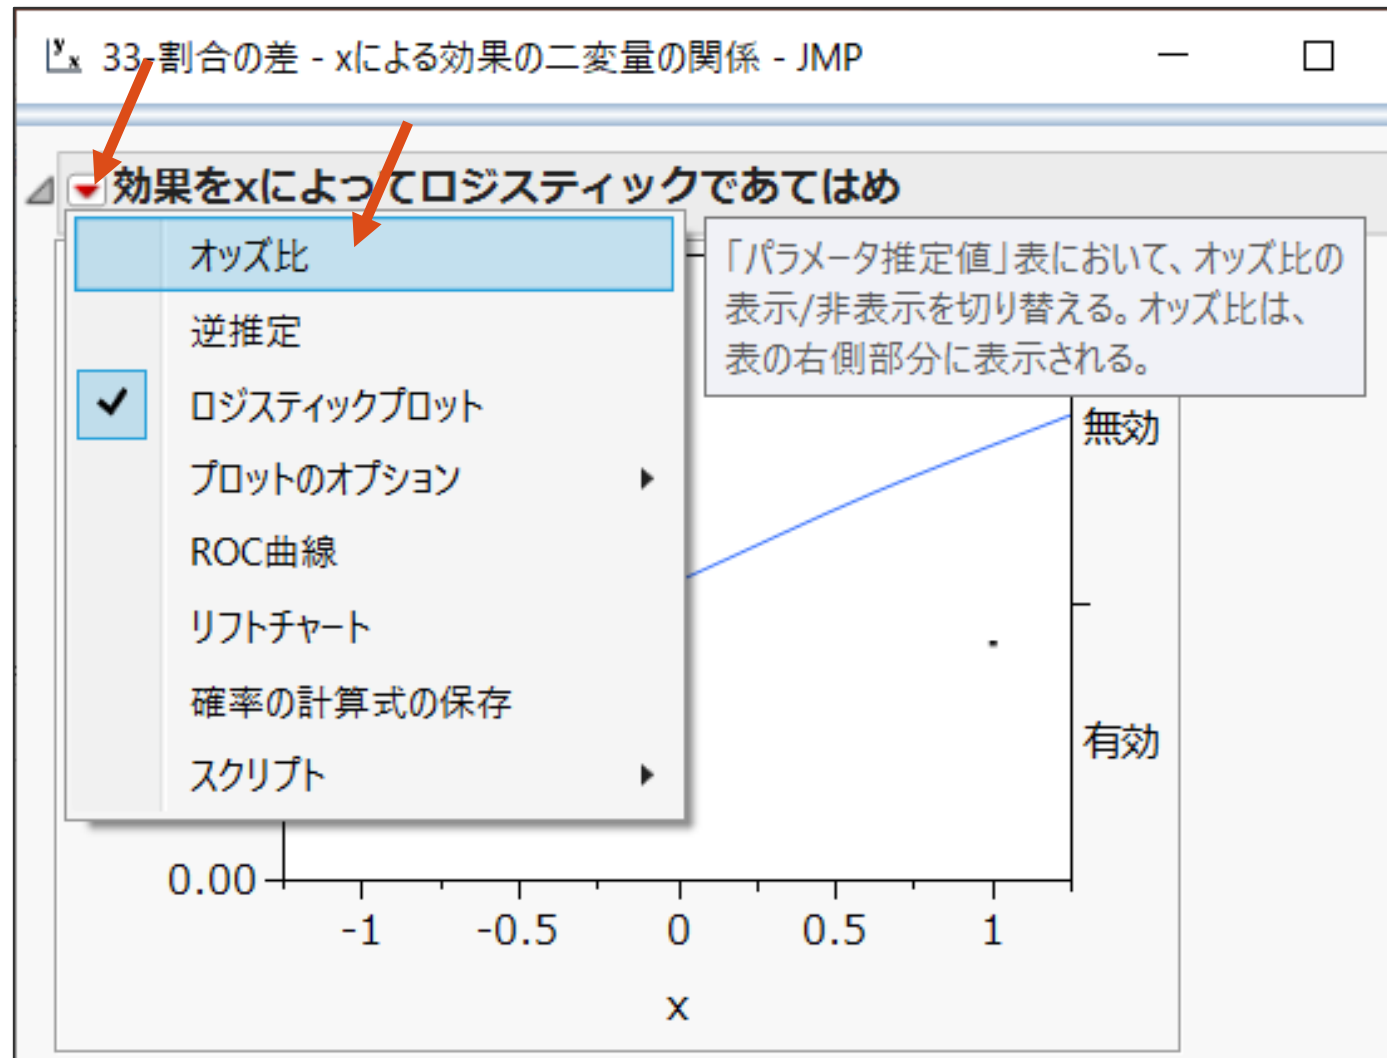 33-割合の差 - xによる効果の二変量の関係 - JMP
効果をxによってロジスティックであてはめ
オッズ比
「パラメータ推定値」表において、オッズ比の
表示/非表示を切り替える。オッズ比は、
表の右側部分に表示される。
逆推定
ロジスティックプロット
プロットのオプション
ROC曲線
リフトチャート
確率の計算式の保存
スクリプト
無効
有効
0.00
-1 -0.5 0 0.5 1
x